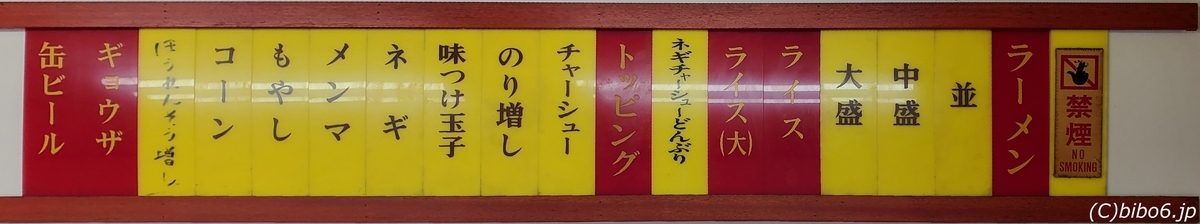 禁煙
NO
SMOKING
ラーメン
並
中盛
大盛
ライス
ライス(大)
ネギチャーシューどんぶり
トッピング
チャーシュー
のり増し
味つけ玉子
ネギ
メンマ
もやし
コーン
ほうれんそう増し
ギョウザ
缶ビール
(C)bibo6.jp